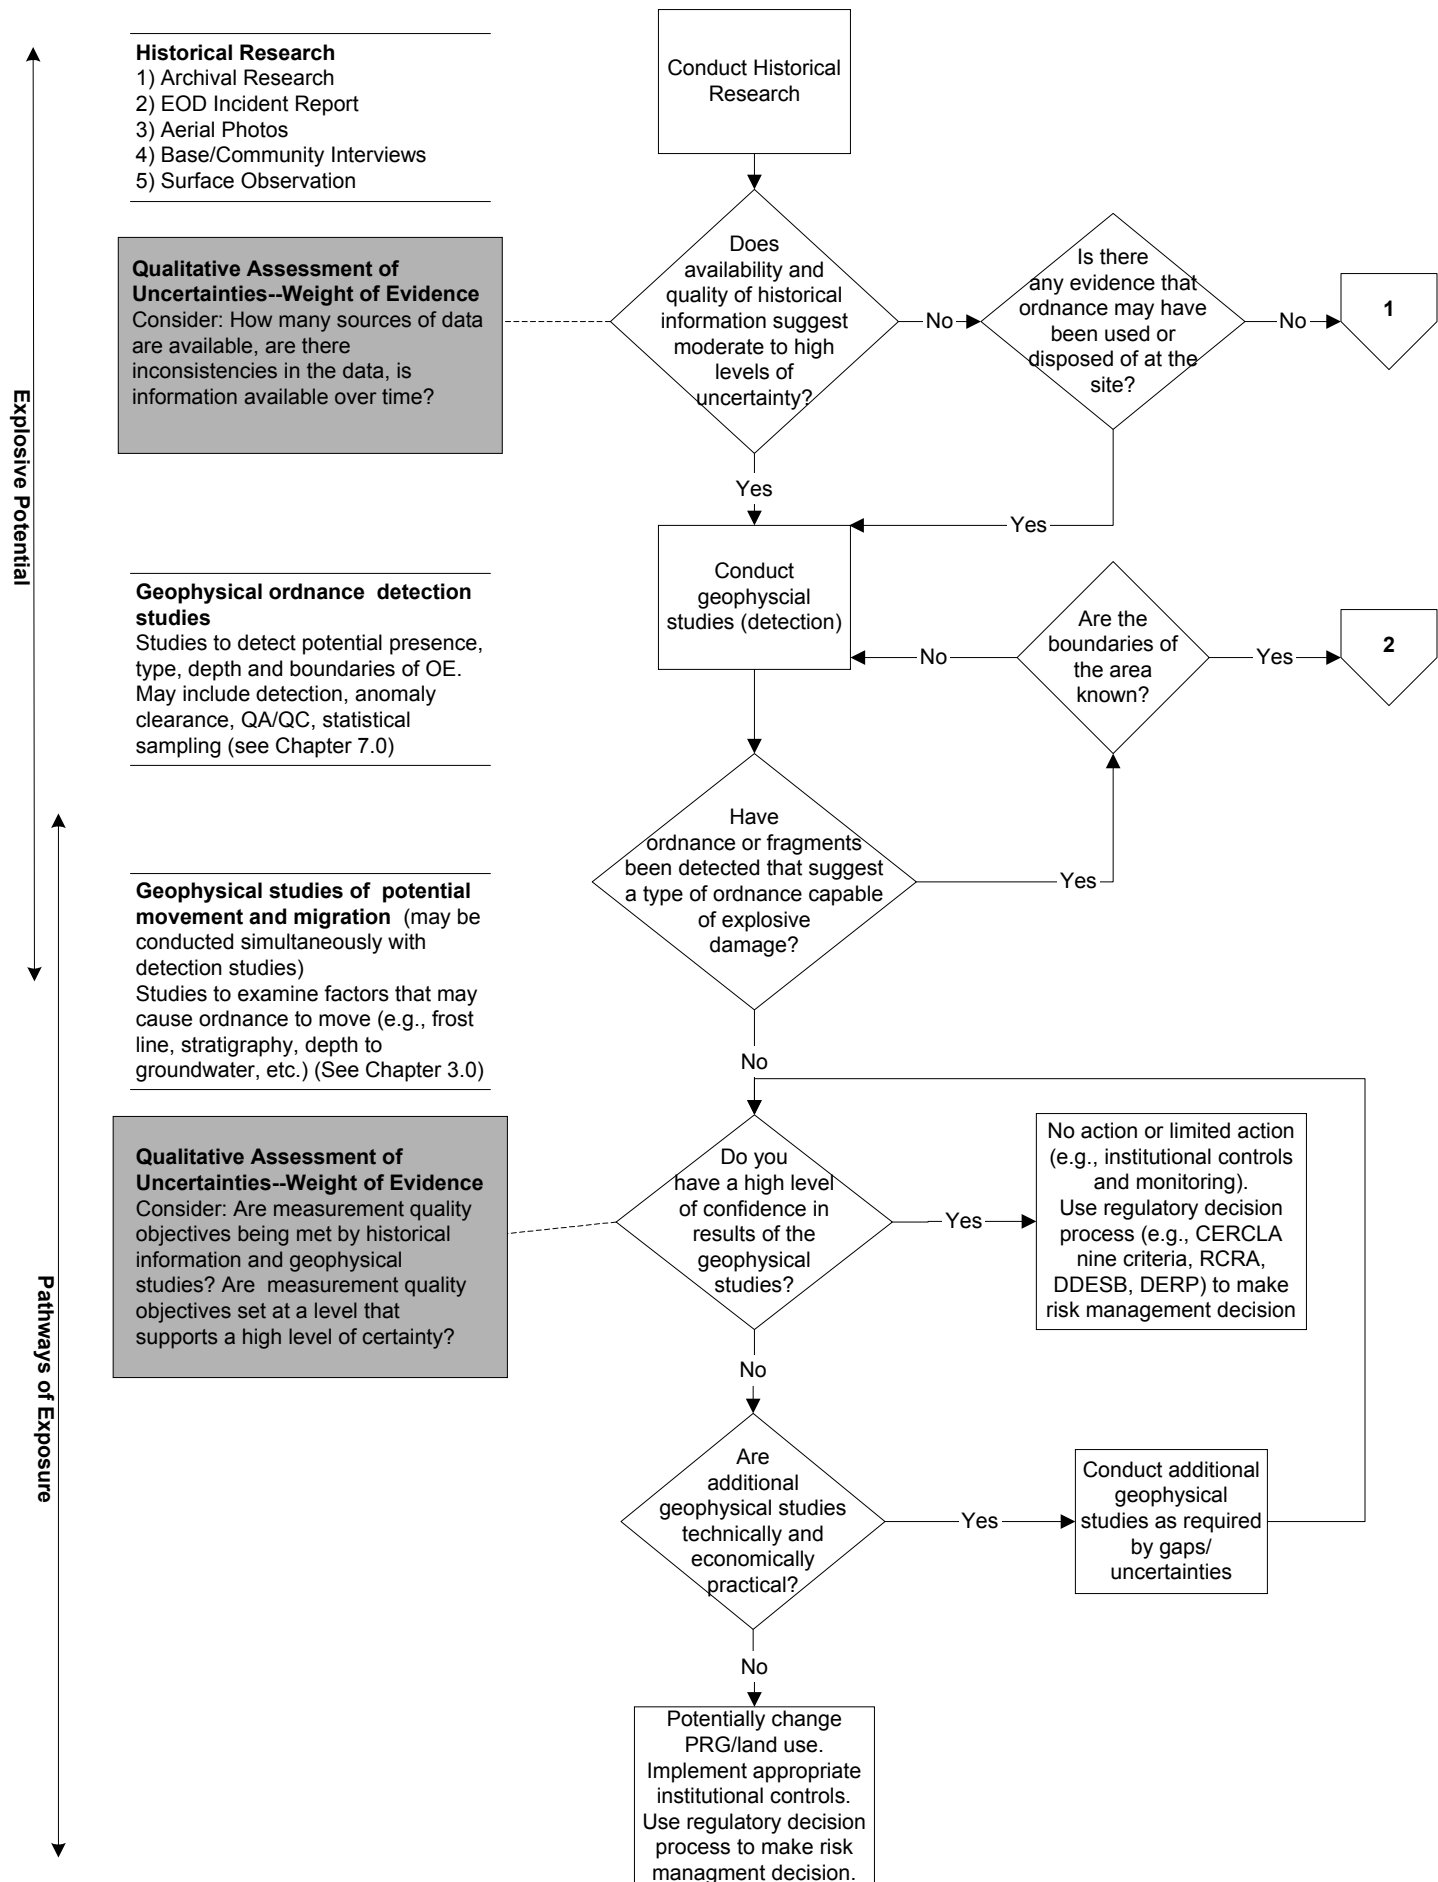 Historical Research
1) Archival Research
2) EOD Incident Report
3) Aerial Photos
4) Base/Community Interviews
5) Surface Observation
Conduct Historical
Research
Qualitative Assessment of
Uncertainties--Weight of Evidence
Consider: How many sources of data
are available, are there
inconsistencies in the data, is
information available over time?
Does
availability and
quality of historical
information suggest
moderate to high
levels of
uncertainty?
No
Is there
any evidence that
ordnance may have
been used or
disposed of at the
site?
No
1
Explosive Potential
Yes
Yes
Geophysical ordnance  detection
studies
Studies to detect potential presence,
type, depth and boundaries of OE.
May include detection, anomaly
clearance, QA/QC, statistical
sampling (see Chapter 7.0)
Conduct
geophyscial
studies (detection)
No
Are the
boundaries of
the area
known?
Yes
2
Have
ordnance or fragments
been detected that suggest
a type of ordnance capable
of explosive
damage?
Yes
Geophysical studies of  potential
movement and migration  (may be
conducted simultaneously with
detection studies)
Studies to examine factors that may
cause ordnance to move (e.g., frost
line, stratigraphy, depth to
groundwater, etc.) (See Chapter 3.0)
No
Qualitative Assessment of
Uncertainties--Weight of Evidence
Consider: Are measurement quality
objectives being met by historical
information and geophysical
studies? Are  measurement quality
objectives set at a level that
supports a high level of certainty?
Do you
have a high level
of confidence in
results of the
geophysical
studies?
Yes
No action or limited action
(e.g., institutional controls
and monitoring).
Use regulatory decision
process (e.g., CERCLA
nine criteria, RCRA,
DDESB, DERP) to make
risk management decision
Pathways of Exposure
No
Are
additional
geophysical studies
technically and
economically
practical?
Yes
Conduct additional
geophysical
studies as required
by gaps/
uncertainties
No
Potentially change
PRG/land use.
Implement appropriate
institutional controls.
Use regulatory decision
process to make risk
managment decision.